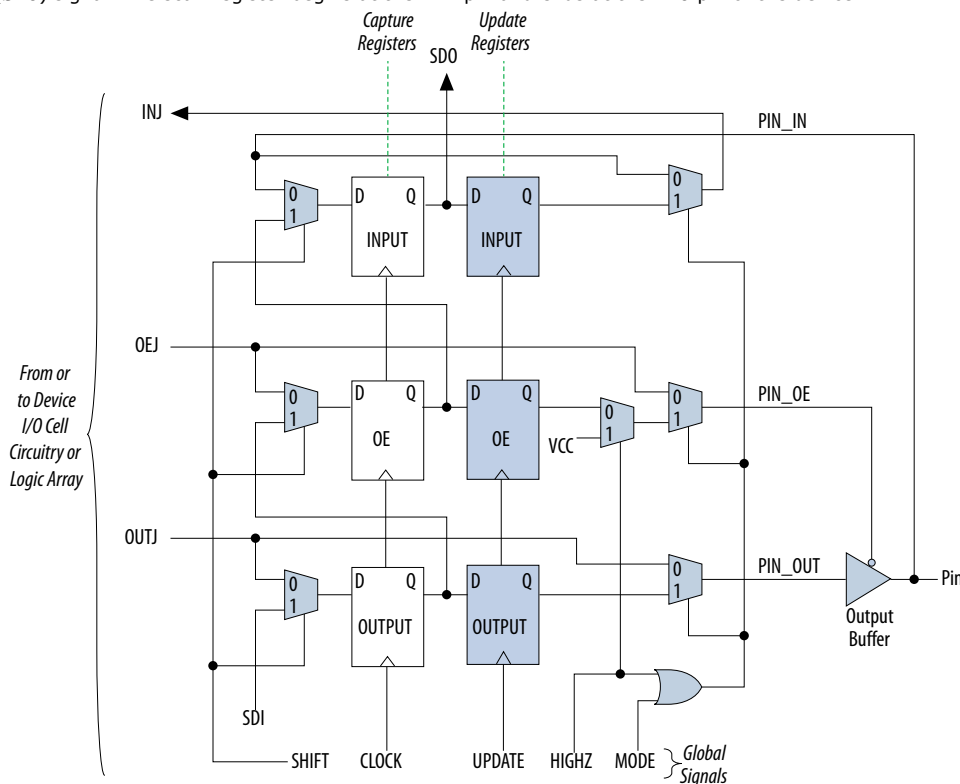 Capture
Registers
Update
Registers
SDO
INJ
PIN_IN
0
1
D Q
INPUT
D Q
INPUT
0
1
OEJ
From or
to Device
I/O Cell
Circuitry or
Logic Array
0
1
D Q
OE
D Q
OE
0
1
VCC
0
1
PIN_OE
OUTJ
0
1
D Q
OUTPUT
D Q
OUTPUT
0
1
PIN_OUT
Pin
Output
Buffer
SDI
SHIFT
CLOCK
UPDATE
HIGHZ
MODE
Global
Signals